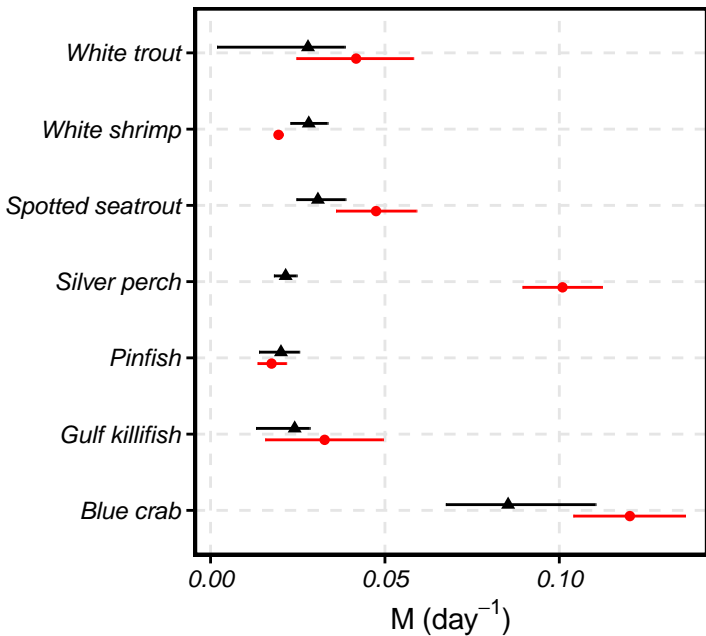 White trout
White shrimp
Spotted seatrout
Silver perch
Pinfish
Gulf killifish
Blue crab
0.00 0.05 0.10
M (day⁻¹)